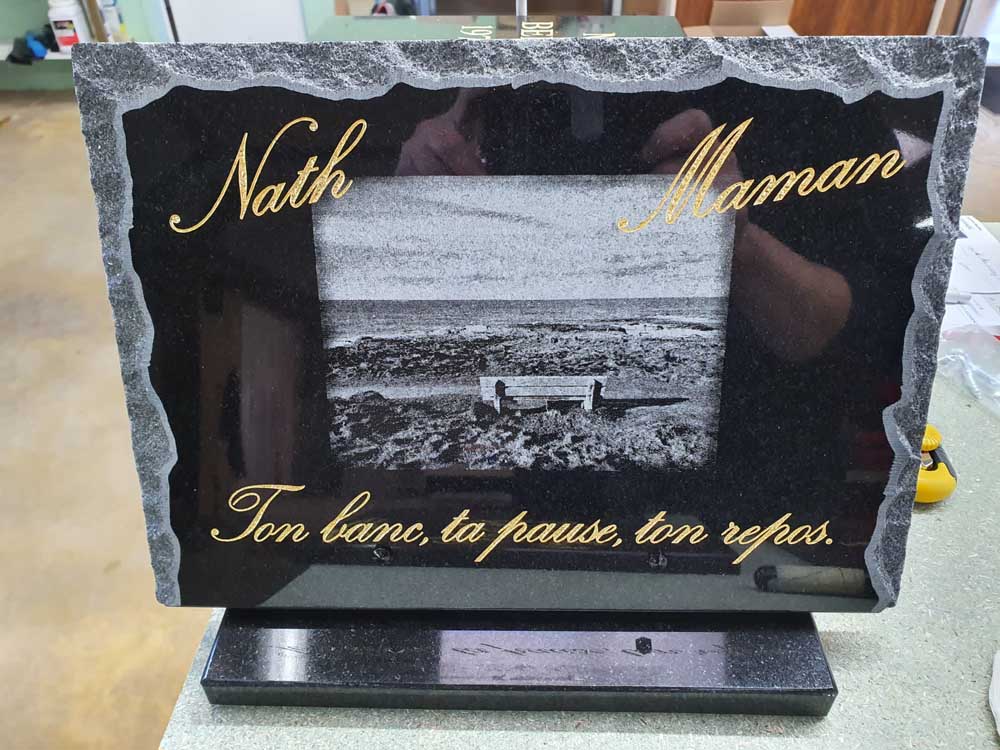 Nath
Maman
Ton banc, ta pause, ton repos.